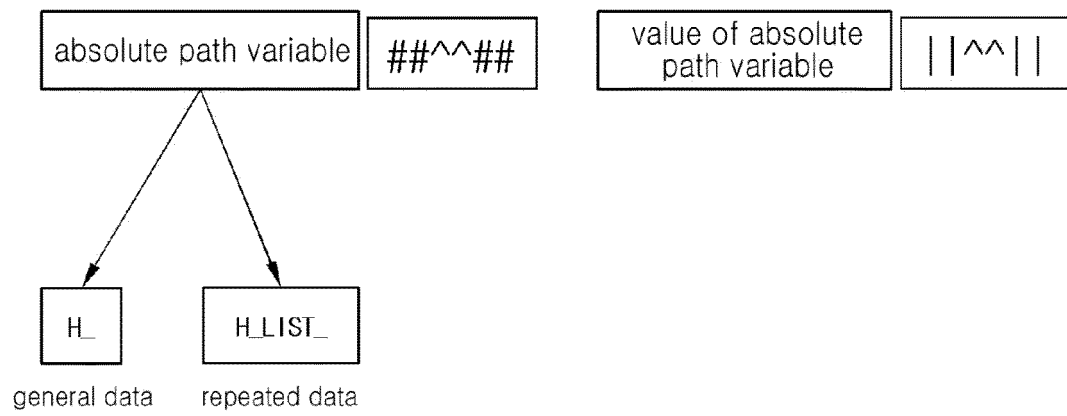 absolute path variable
##^^##
value of absolute
path variable
||^^||
H_
H_LIST_
general data
repeated data